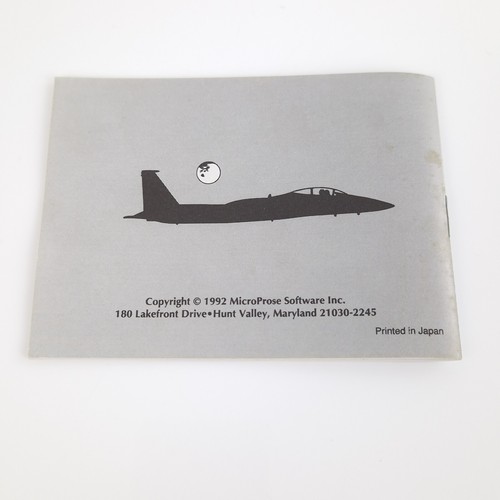 Copyright © 1992 MicroProse Software Inc.
180 Lakefront Drive•Hunt Valley, Maryland 21030-2245
Printed in Japan